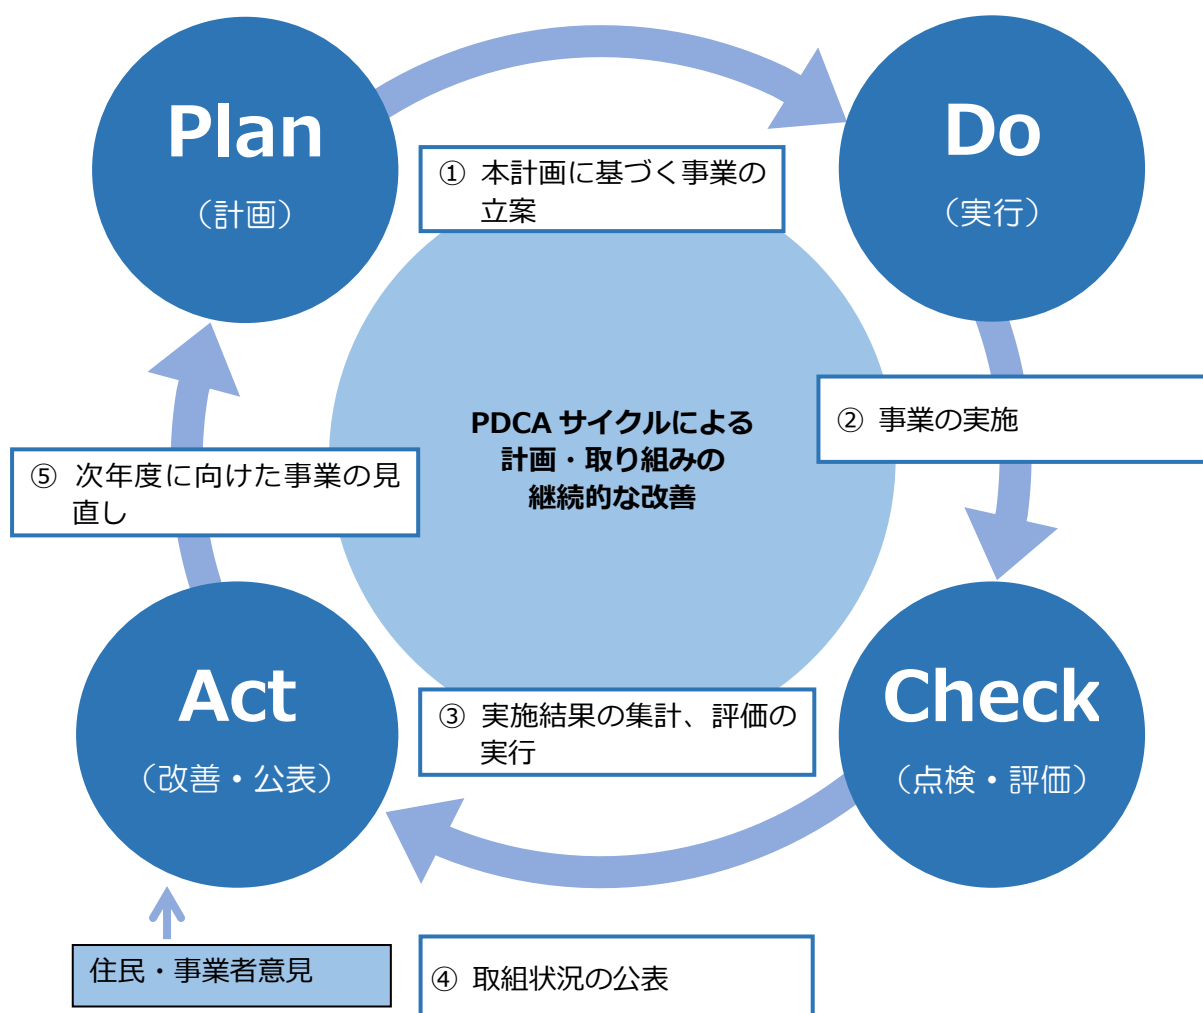 Plan
（計画）
Do
（実行）
① 本計画に基づく事業の
立案
② 事業の実施
PDCA サイクルによる
計画・取り組みの
継続的な改善
⑤ 次年度に向けた事業の見
直し
Act
（改善・公表）
Check
（点検・評価）
③ 実施結果の集計、評価の
実行
住民・事業者意見
④ 取組状況の公表